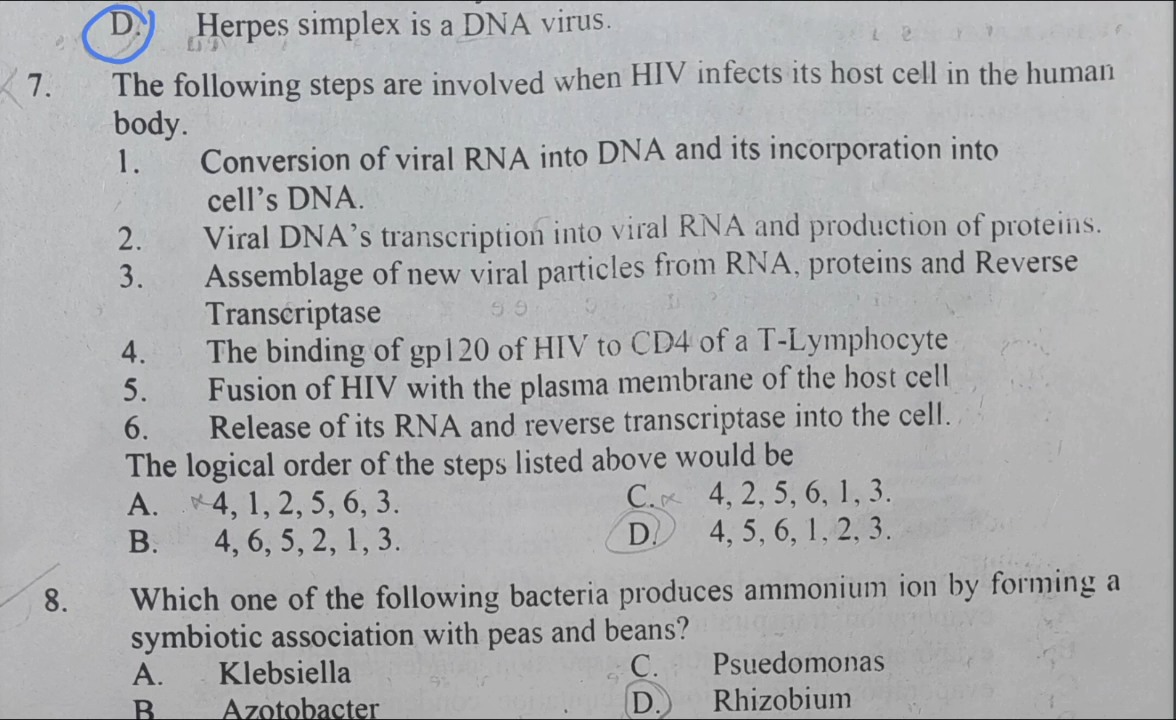 D. Herpes simplex is a DNA virus.
7. The following steps are involved when HIV infects its host cell in the human
body.
1. Conversion of viral RNA into DNA and its incorporation into
cell's DNA.
2. Viral DNA's transcription into viral RNA and production of proteins.
3. Assemblage of new viral particles from RNA, proteins and Reverse
Transcriptase
4. The binding of gp120 of HIV to CD4 of a T-Lymphocyte
5. Fusion of HIV with the plasma membrane of the host cell
6. Release of its RNA and reverse transcriptase into the cell.
The logical order of the steps listed above would be
A. 4, 1, 2, 5, 6, 3. C. 4, 2, 5, 6, 1, 3.
B. 4, 6, 5, 2, 1, 3. D. 4, 5, 6, 1, 2, 3.
8. Which one of the following bacteria produces ammonium ion by forming a
symbiotic association with peas and beans?
A. Klebsiella C. Psuedomonas
B Azotobacter D. Rhizobium